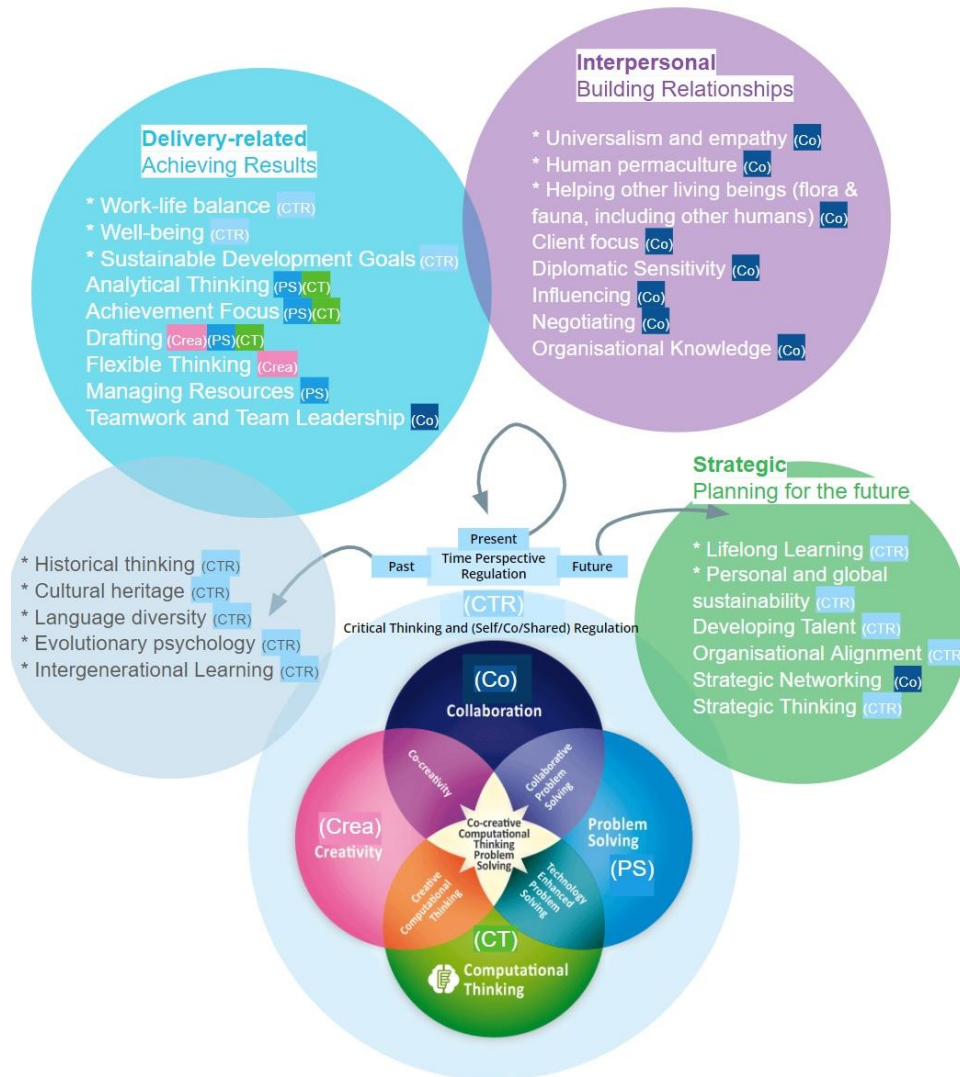 Interpersonal
Building Relationships
* Universalism and empathy (Co)
* Human permaculture (Co)
* Helping other living beings (flora &
fauna, including other humans) (Co)
Client focus (Co)
Diplomatic Sensitivity (Co)
Influencing (Co)
Negotiating (Co)
Organisational Knowledge (Co)
Delivery-related
Achieving Results
* Work-life balance (CTR)
* Well-being (CTR)
* Sustainable Development Goals (CTR)
Analytical Thinking (PS)(CT)
Achievement Focus (PS)(CT)
Drafting (Crea)(PS)(CT)
Flexible Thinking (Crea)
Managing Resources (PS)
Teamwork and Team Leadership (Co)
Strategic
Planning for the future
* Lifelong Learning (CTR)
* Personal and global
sustainability (CTR)
Developing Talent (CTR)
Organisational Alignment (CTR)
Strategic Networking (Co)
Strategic Thinking (CTR)
* Historical thinking (CTR)
* Cultural heritage (CTR)
* Language diversity (CTR)
* Evolutionary psychology (CTR)
* Intergenerational Learning (CTR)
Present
Past
Time Perspective
Regulation
Future
(CTR)
Critical Thinking and (Self/Co/Shared) Regulation
(Co)
Collaboration
Co-creativity
Collaborative
Problem
Solving
(Crea)
Creativity
Co-creative
Computational
Thinking
Problem
Solving
Problem
Solving
(PS)
Creative
Computational
Thinking
Technology
Enhanced
Problem
Solving
(CT)
Computational
Thinking